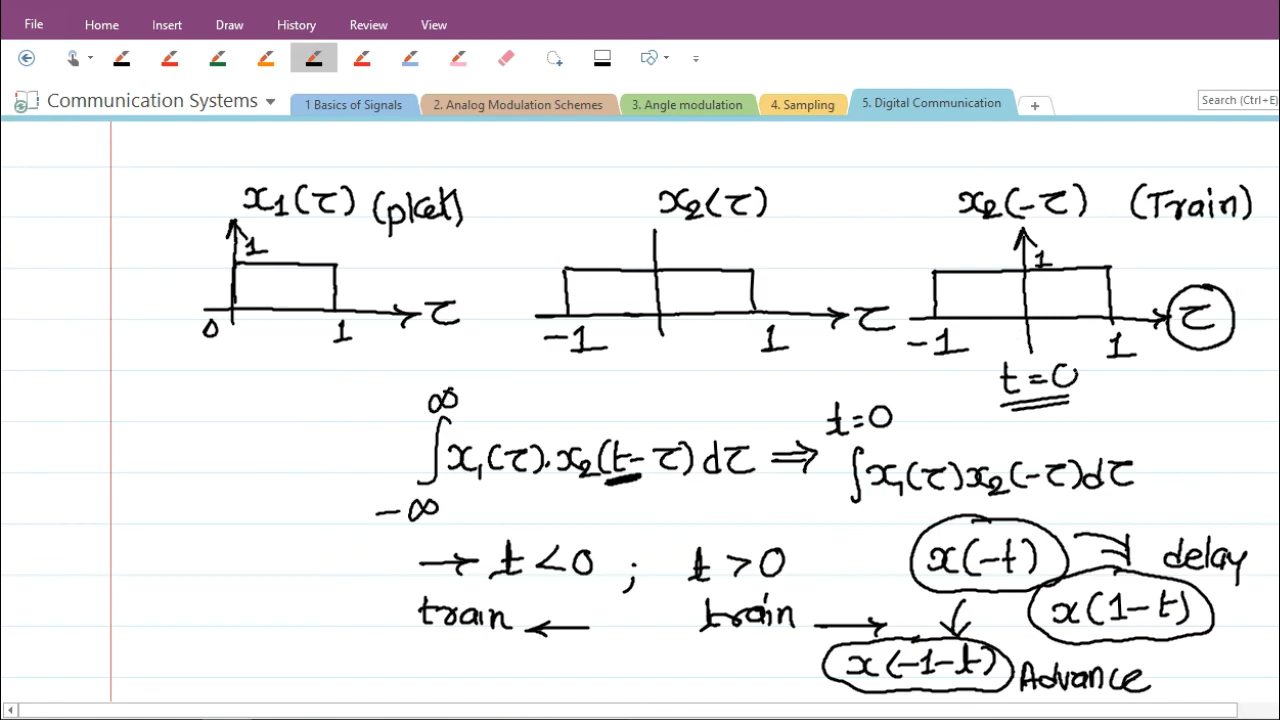 File Home Insert Draw History Review View
Communication Systems 1 Basics of Signals 2. Analog Modulation Schemes 3. Angle modulation 4. Sampling 5. Digital Communication + Search (Ctrl+E)
x1(τ) (pket) x2(τ) x2(-τ) (Train)
1 1
0 1 τ -1 1 τ -1 1 τ
t=0
∞ t=0
∫x1(τ).x2(t-τ)dτ ⇒ ∫x1(τ)x2(-τ)dτ
-∞
→ t<0 ; t>0 x(-t) delay
train ← train → x(1-t)
x(-1-t) Advance